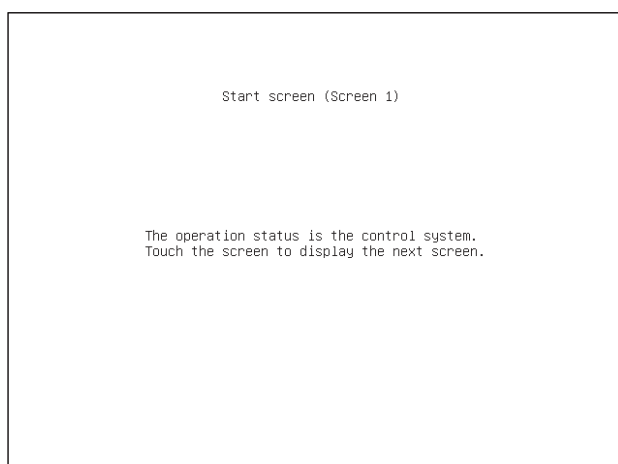 Start screen (Screen 1)
The operation status is the control system.
Touch the screen to display the next screen.